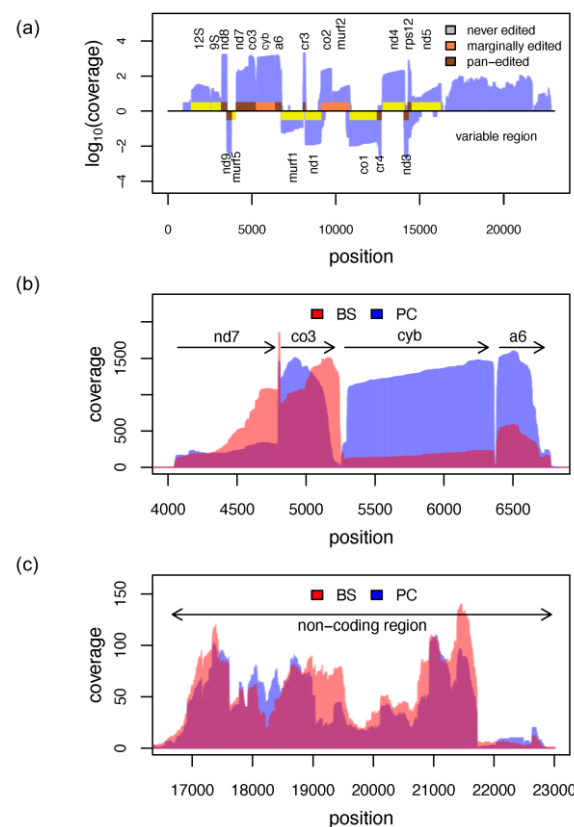 (a)
12S 9S nd8 nd7 co3 cyb a6 cr3 co2 murf2 nd4 rps12 nd5
never edited
marginally edited
pan-edited
log10(coverage)
4
2
0
-2
-4
nd9 murf5 murf1 nd1 co1 cr4 nd3
variable region
0 5000 10000 15000 20000
position
(b)
BS PC
nd7 co3 cyb a6
coverage
1500
500
0
4000 4500 5000 5500 6000 6500
position
(c)
BS PC
non-coding region
coverage
150
100
50
0
17000 18000 19000 20000 21000 22000 23000
position